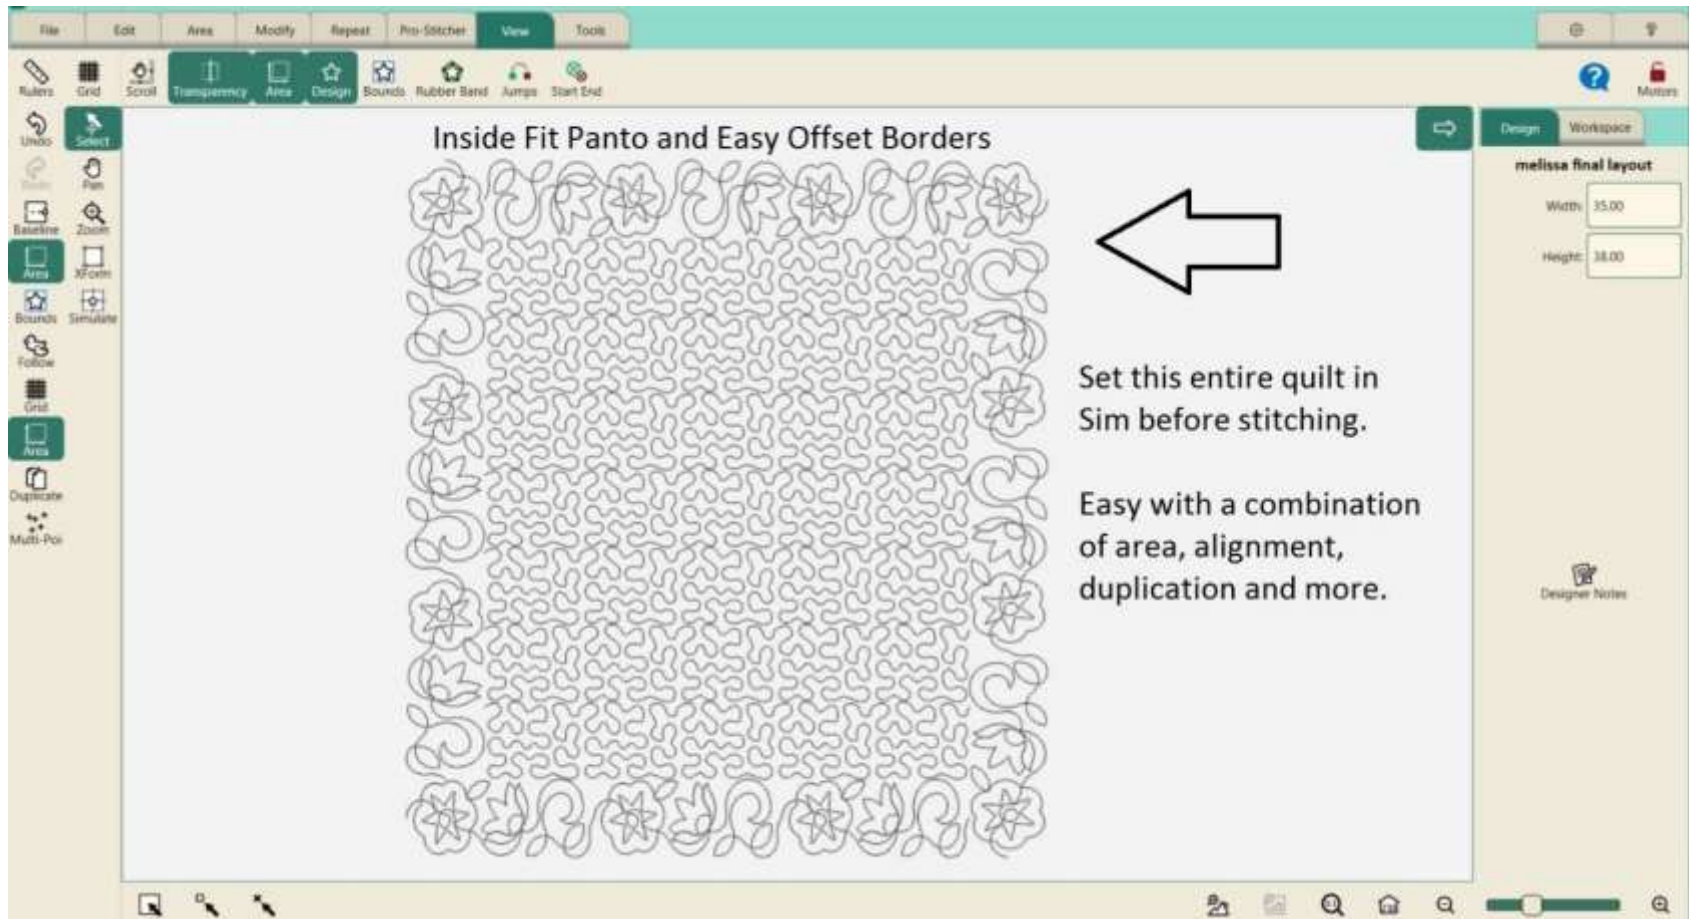 File Edit Area Modify Repeat Pro-Stitcher View Tools
Rulers Grid Scroll Transparency Area Design Bounds Rubber Band Jumps Start End Motors
Undo Select
Pan
Baseline Zoom
Area XForm
Bounds Simulate
Follow
Grid
Area
Duplicate
Multi-Poi
Inside Fit Panto and Easy Offset Borders
Set this entire quilt in
Sim before stitching.
Easy with a combination
of area, alignment,
duplication and more.
Design Workspace
melissa final layout
Width: 35.00
Height: 38.00
Designer Notes